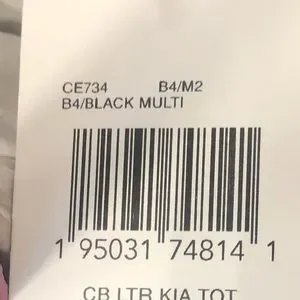 CE734 B4/M2
B4/BLACK MULTI
1 95031 74814 1
CB LTR KIA TOT